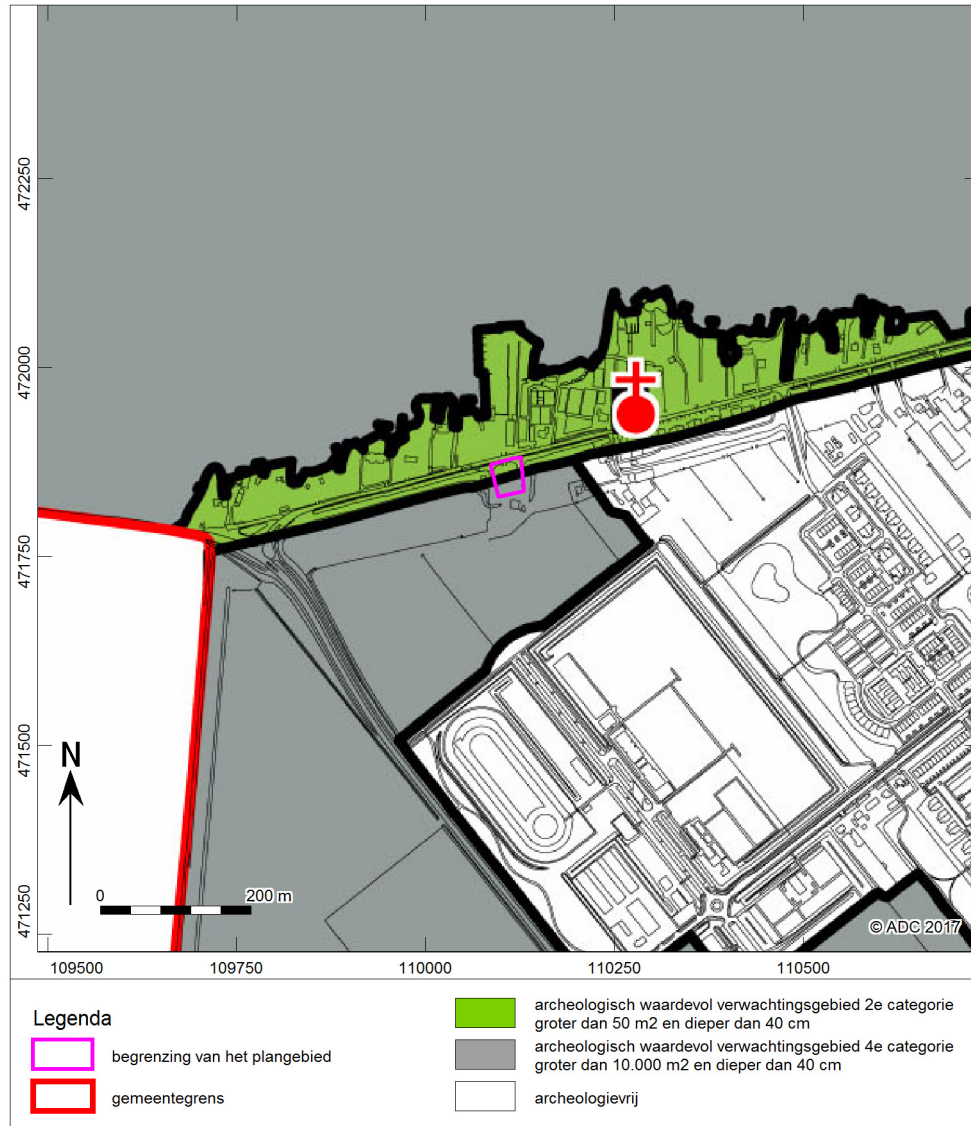 472250
472000
471750
471500
471250
N
0 200 m
© ADC 2017
109500 109750 110000 110250 110500
Legenda
begrenzing van het plangebied
gemeentegrens
archeologisch waardevol verwachtingsgebied 2e categorie
groter dan 50 m2 en dieper dan 40 cm
archeologisch waardevol verwachtingsgebied 4e categorie
groter dan 10.000 m2 en dieper dan 40 cm
archeologievrij